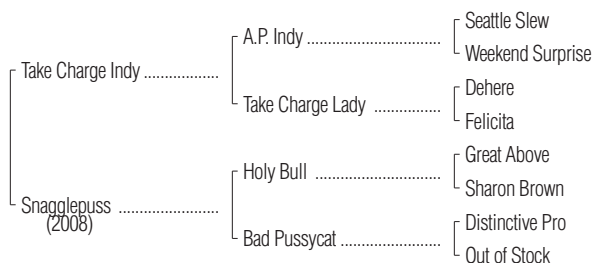 Seattle Slew
A.P. Indy ..................................
Weekend Surprise
Take Charge Indy ...................
Dehere
Take Charge Lady .................
Felicita
Great Above
Holy Bull ................................
Sharon Brown
Snagglepuss .........................
(2008)
Distinctive Pro
Bad Pussycat .........................
Out of Stock